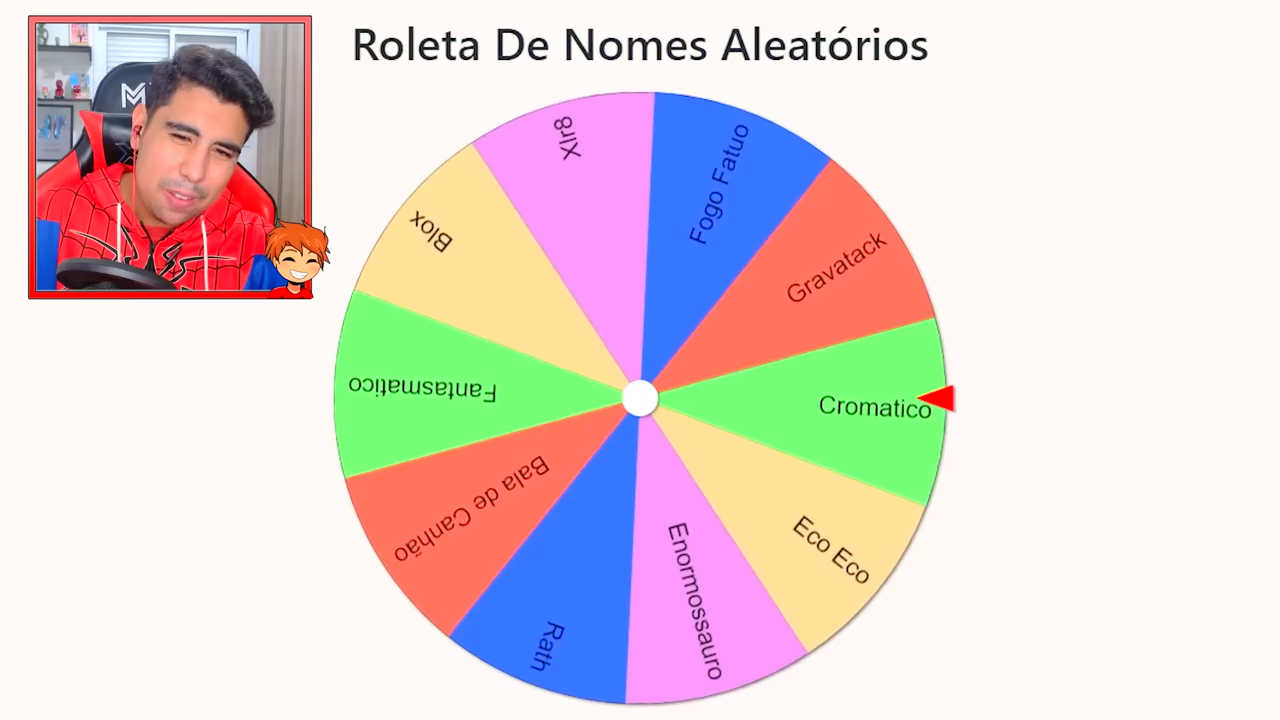 Roleta De Nomes Aleatórios
Xlr8
Fogo Fatuo
Gravatack
Cromatico
Eco Eco
Enormossauro
Rath
Bala de Canhão
Fantasmatico
Blox